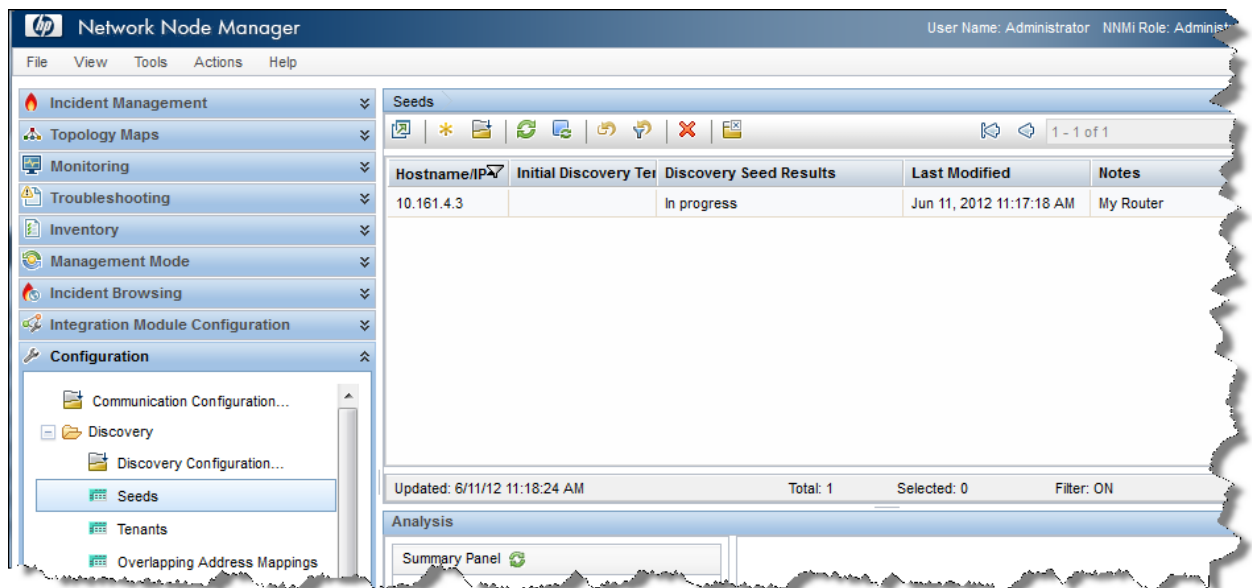 hp Network Node Manager
User Name: Administrator NNMi Role: Administ
File View Tools Actions Help
Incident Management
Topology Maps
Monitoring
Troubleshooting
Inventory
Management Mode
Incident Browsing
Integration Module Configuration
Configuration
Communication Configuration...
Discovery
Discovery Configuration...
Seeds
Tenants
Overlapping Address Mappings
Seeds
1 - 1 of 1
Hostname/IP Initial Discovery Ter Discovery Seed Results Last Modified Notes
10.161.4.3 In progress Jun 11, 2012 11:17:18 AM My Router
Updated: 6/11/12 11:18:24 AM Total: 1 Selected: 0 Filter: ON
Analysis
Summary Panel